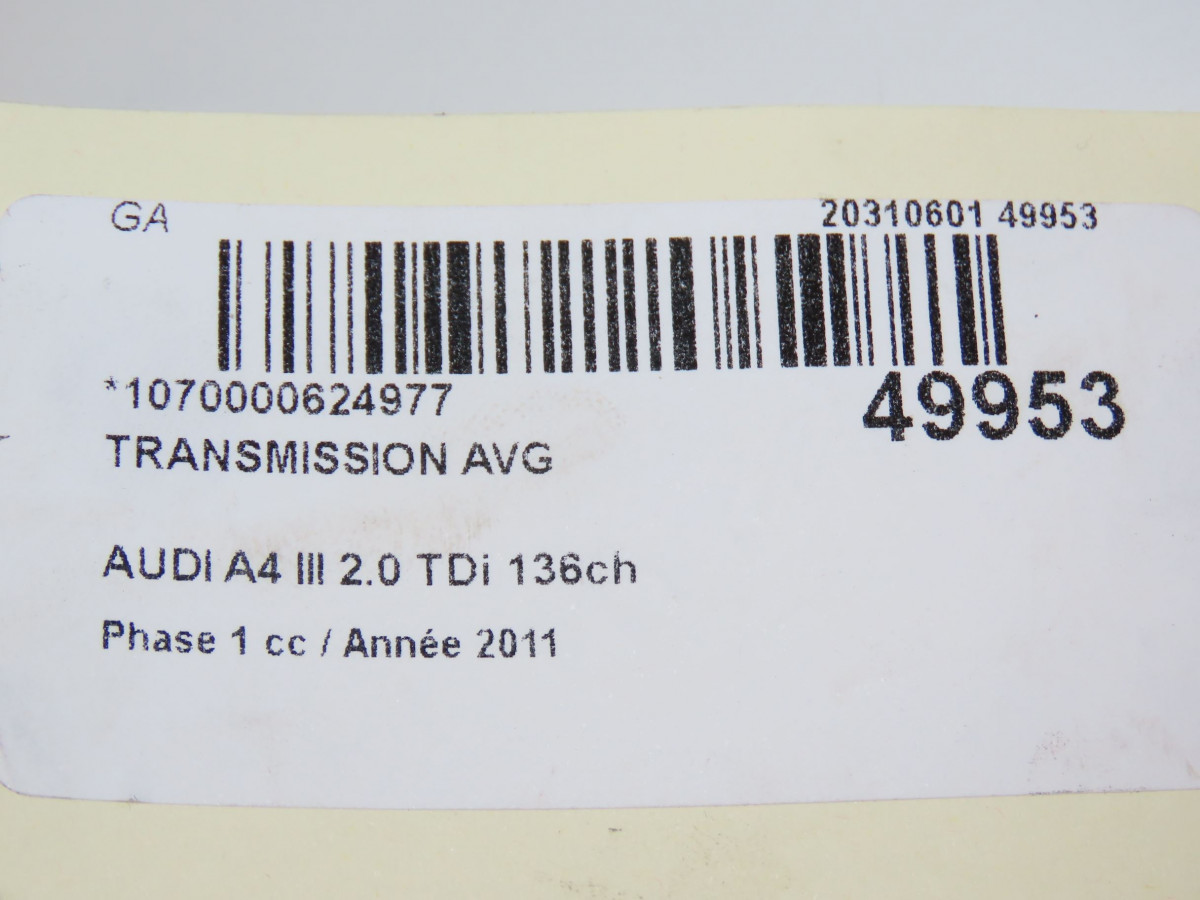 GA 20310601 49953
*1070000624977 49953
TRANSMISSION AVG
AUDI A4 III 2.0 TDi 136ch
Phase 1 cc / Année 2011